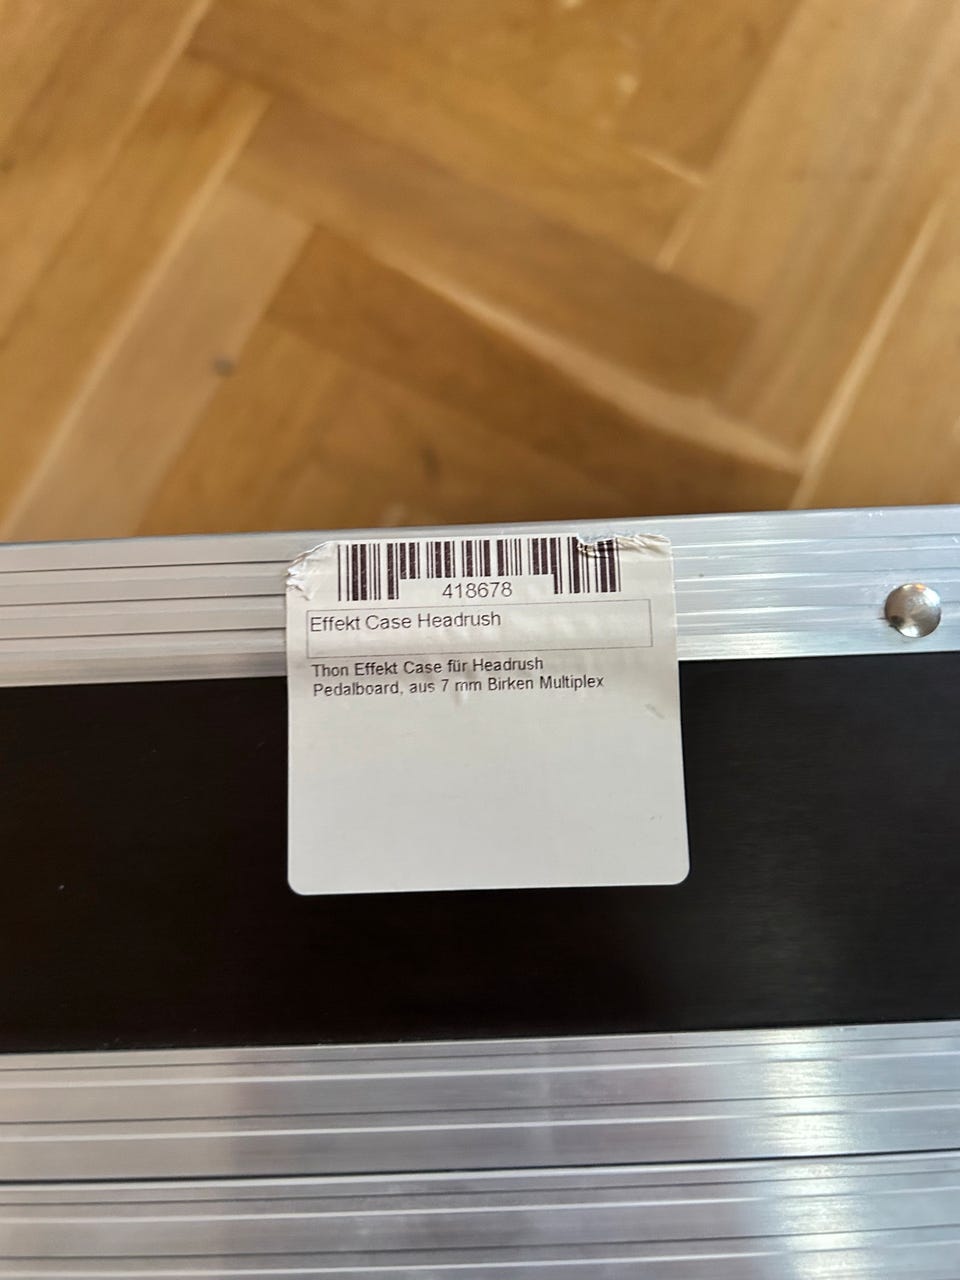 418678
Effekt Case Headrush
Thon Effekt Case für Headrush
Pedalboard, aus 7 mm Birken Multiplex